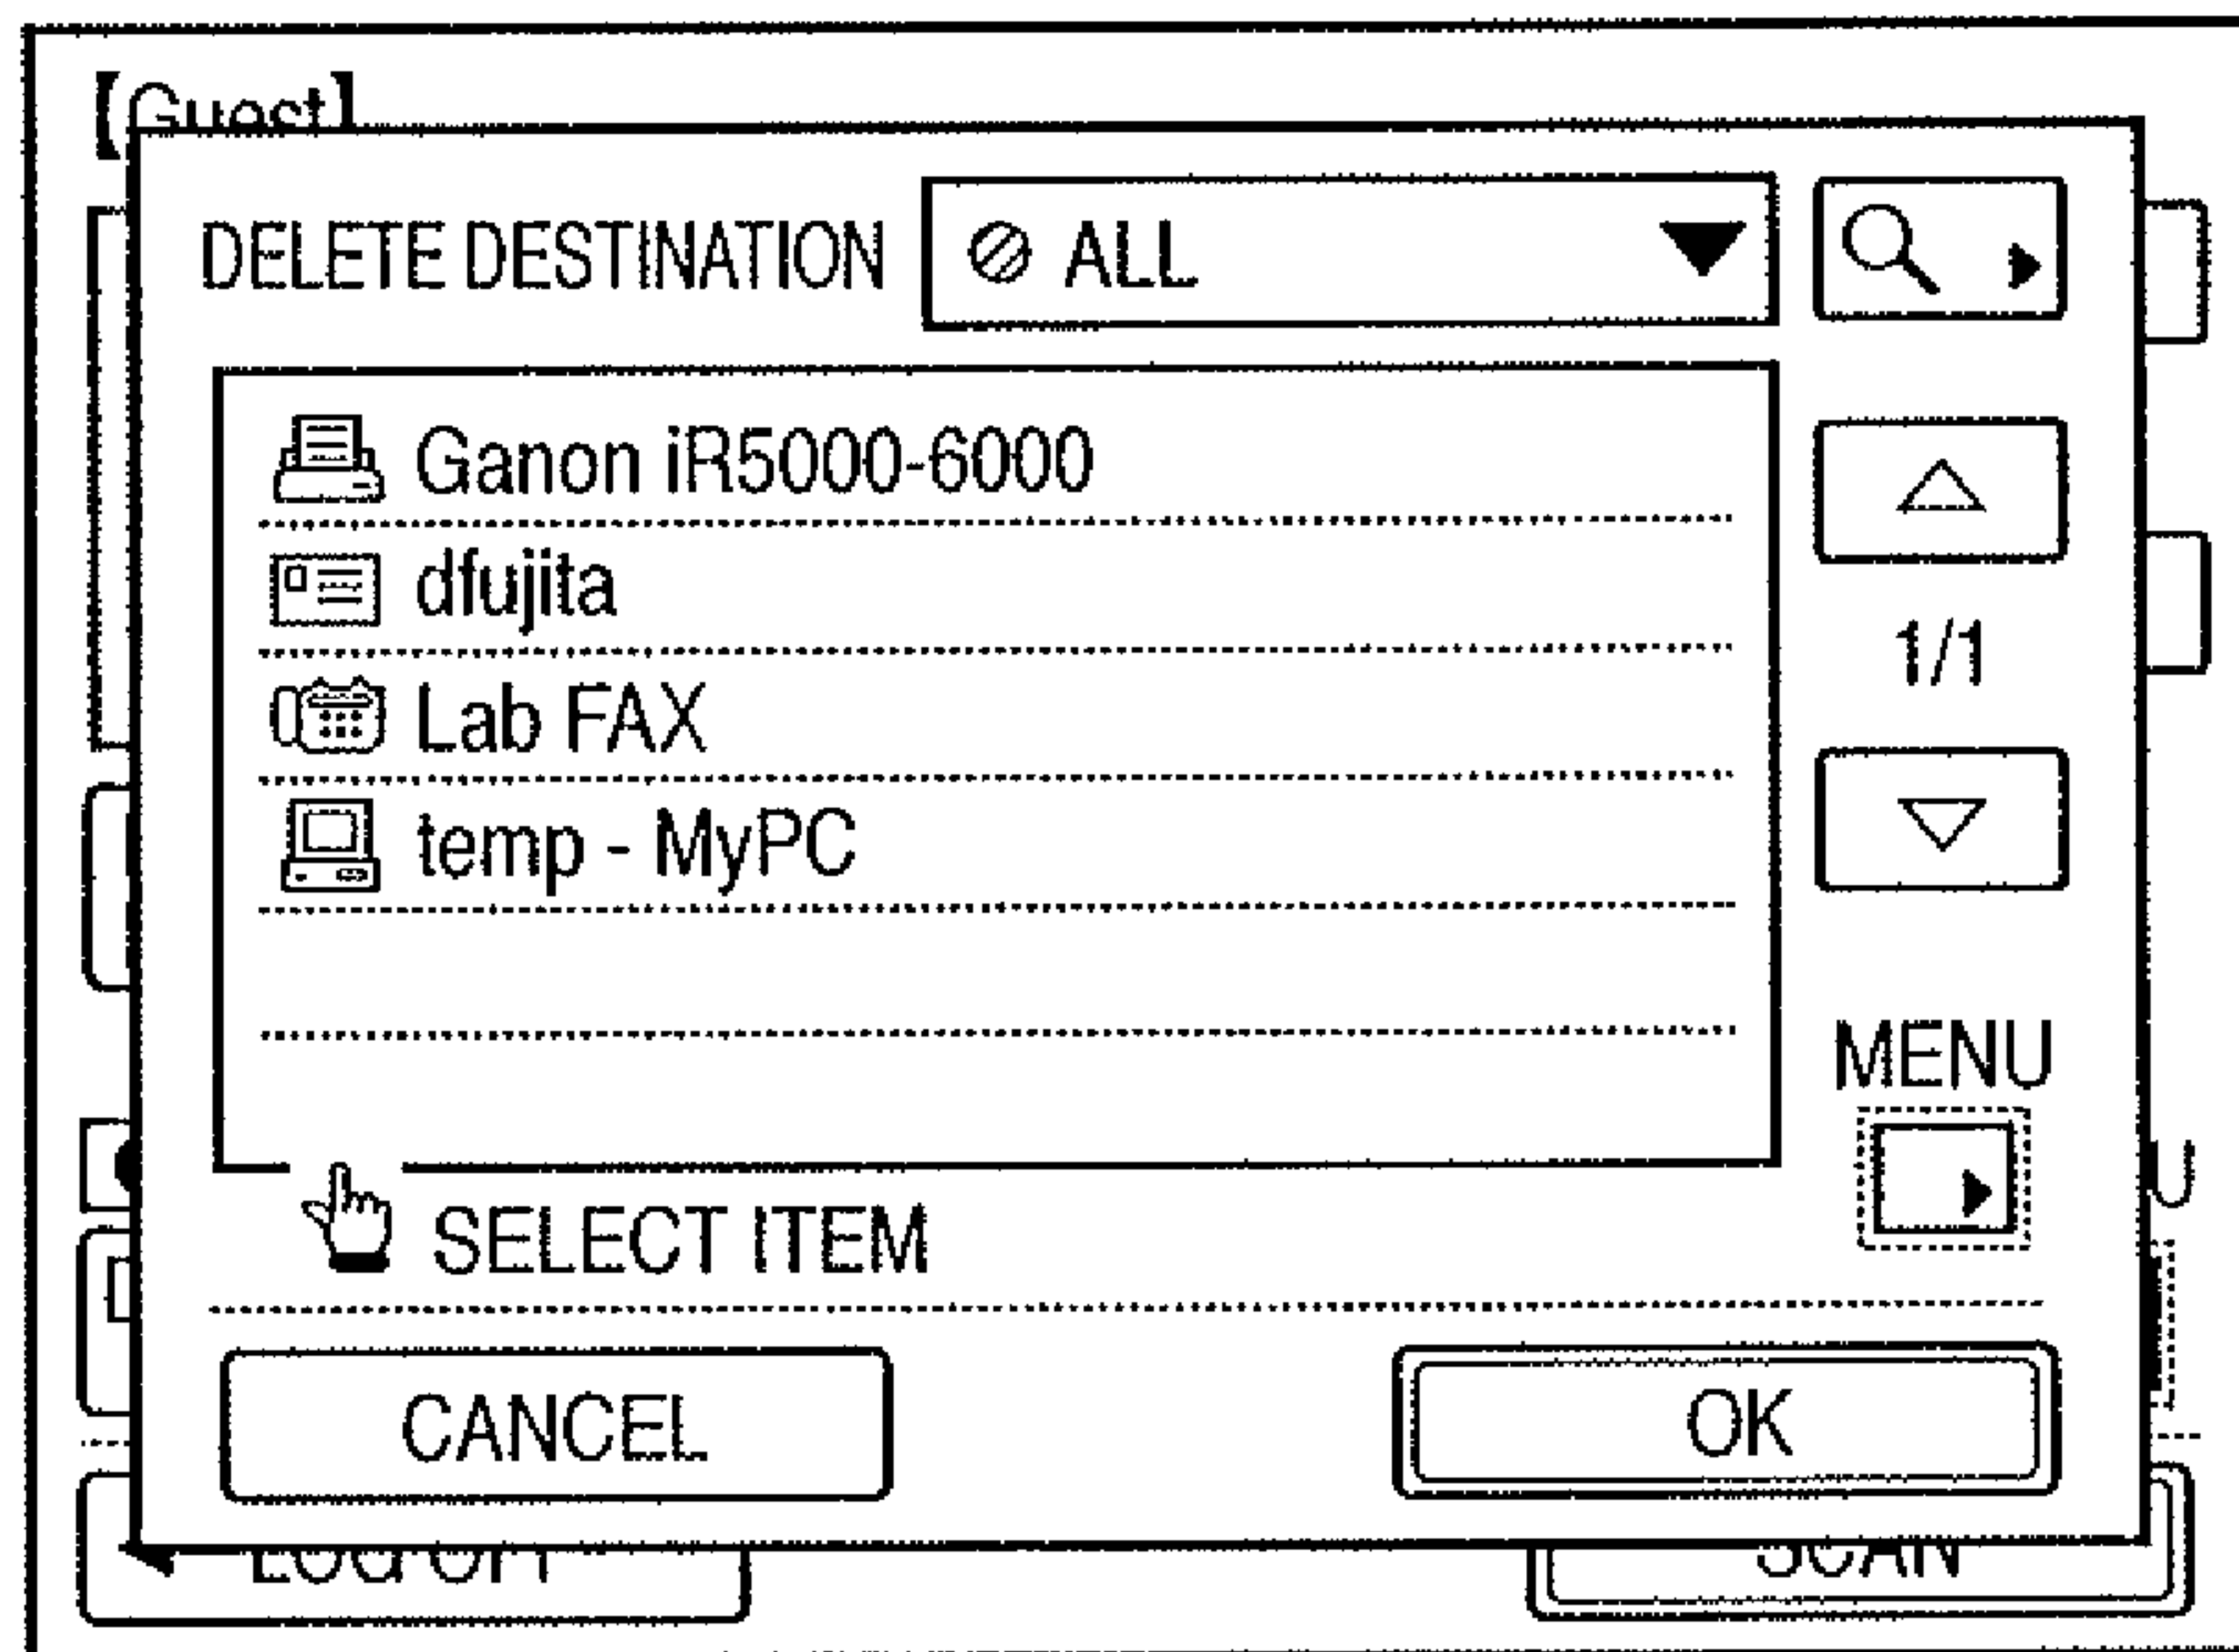 【Guest】
DELETE DESTINATION ALL
Ganon iR5000-6000
dfujita
1/1
Lab FAX
temp - MyPC
MENU
SELECT ITEM
CANCEL OK
SCAN